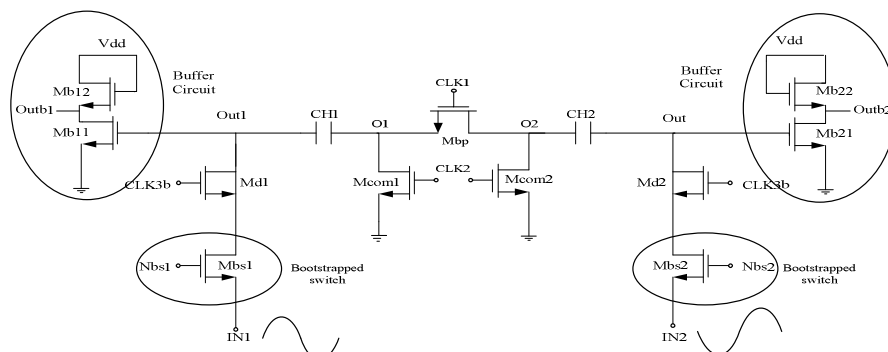 Vdd
Mb12
Outb1
Mb11
Buffer
Circuit
Out1
CH1
O1
CLK1
Mbp
O2
CH2
Out
Buffer
Circuit
Vdd
Mb22
Outb2
Mb21
CLK3b
Md1
Mcom1
CLK2
Mcom2
Md2
CLK3b
Nbs1
Mbs1
Bootstrapped
switch
Mbs2
Nbs2
Bootstrapped
switch
IN1
IN2